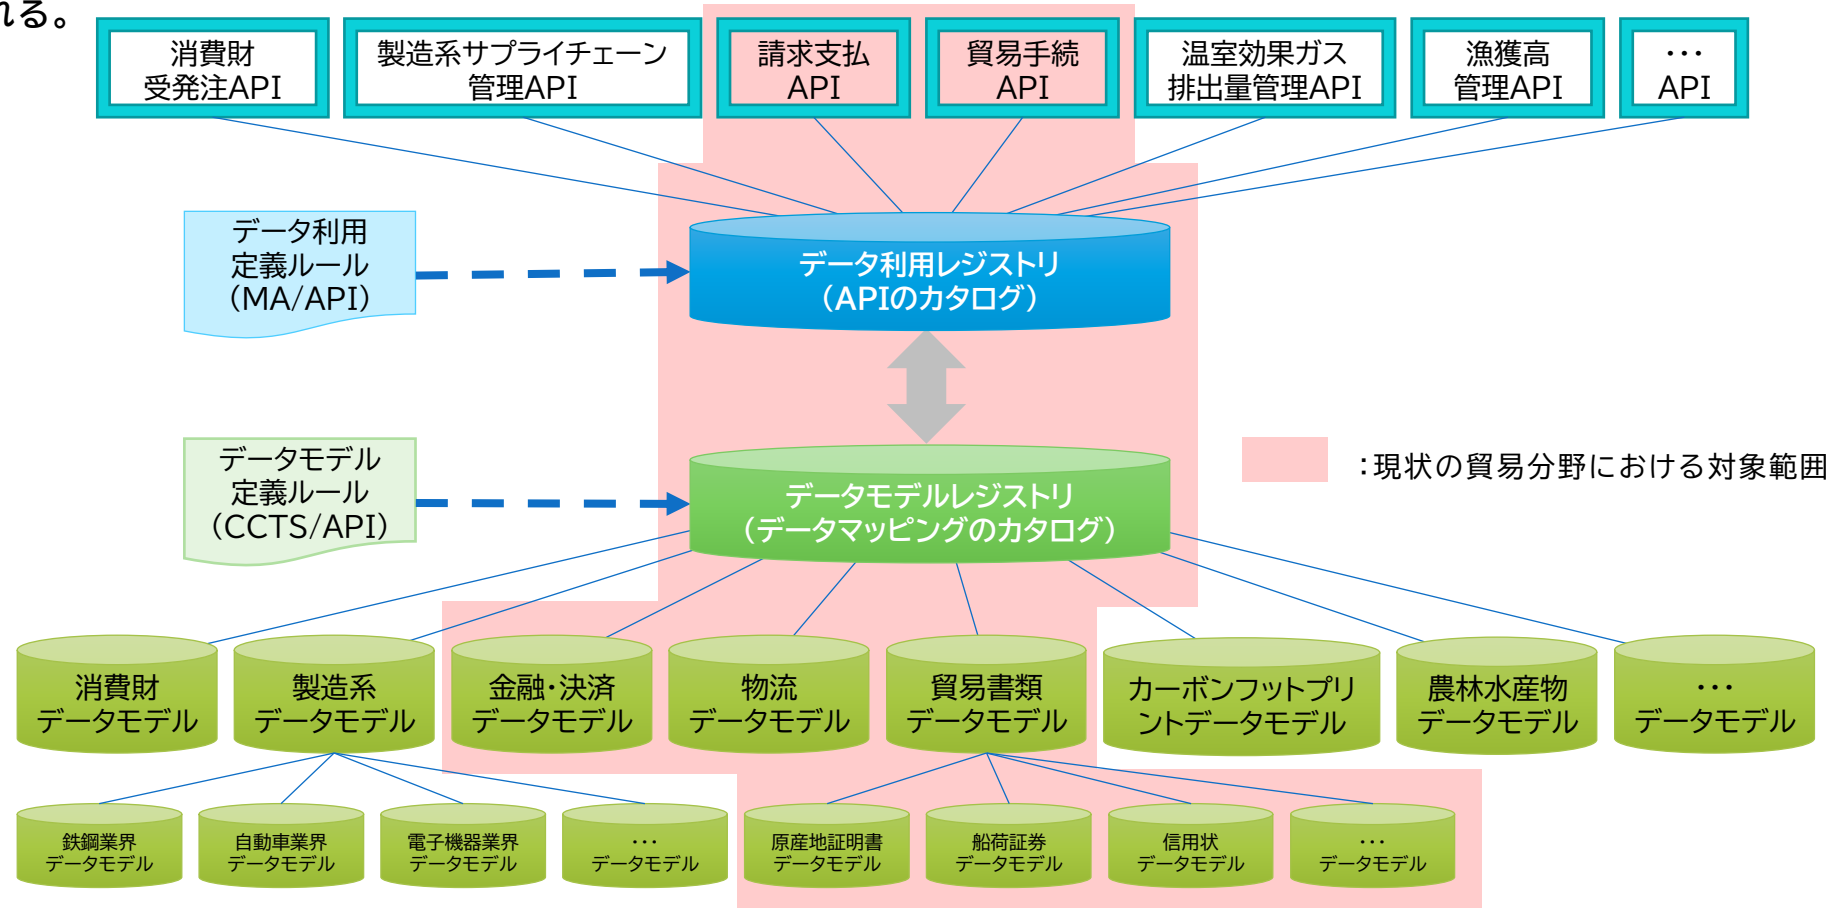 れる。
消費財
受発注API
製造系サプライチェーン
管理API
請求支払
API
貿易手続
API
温室効果ガス
排出量管理API
漁獲高
管理API
・・・
API
データ利用
定義ルール
（MA/API）
データ利用レジストリ
（APIのカタログ）
データモデル
定義ルール
（CCTS/API）
データモデルレジストリ
（データマッピングのカタログ）
：現状の貿易分野における対象範囲
消費財
データモデル
製造系
データモデル
金融・決済
データモデル
物流
データモデル
貿易書類
データモデル
カーボンフットプリ
ントデータモデル
農林水産物
データモデル
・・・
データモデル
鉄鋼業界
データモデル
自動車業界
データモデル
電子機器業界
データモデル
・・・
データモデル
原産地証明書
データモデル
船荷証券
データモデル
信用状
データモデル
・・・
データモデル